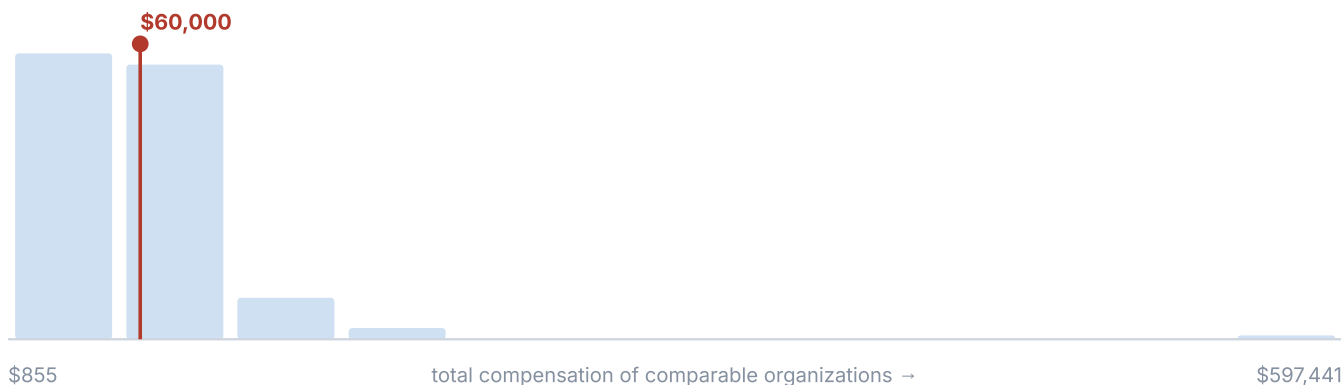 $60,000
$855
total compensation of comparable organizations →
$597,441